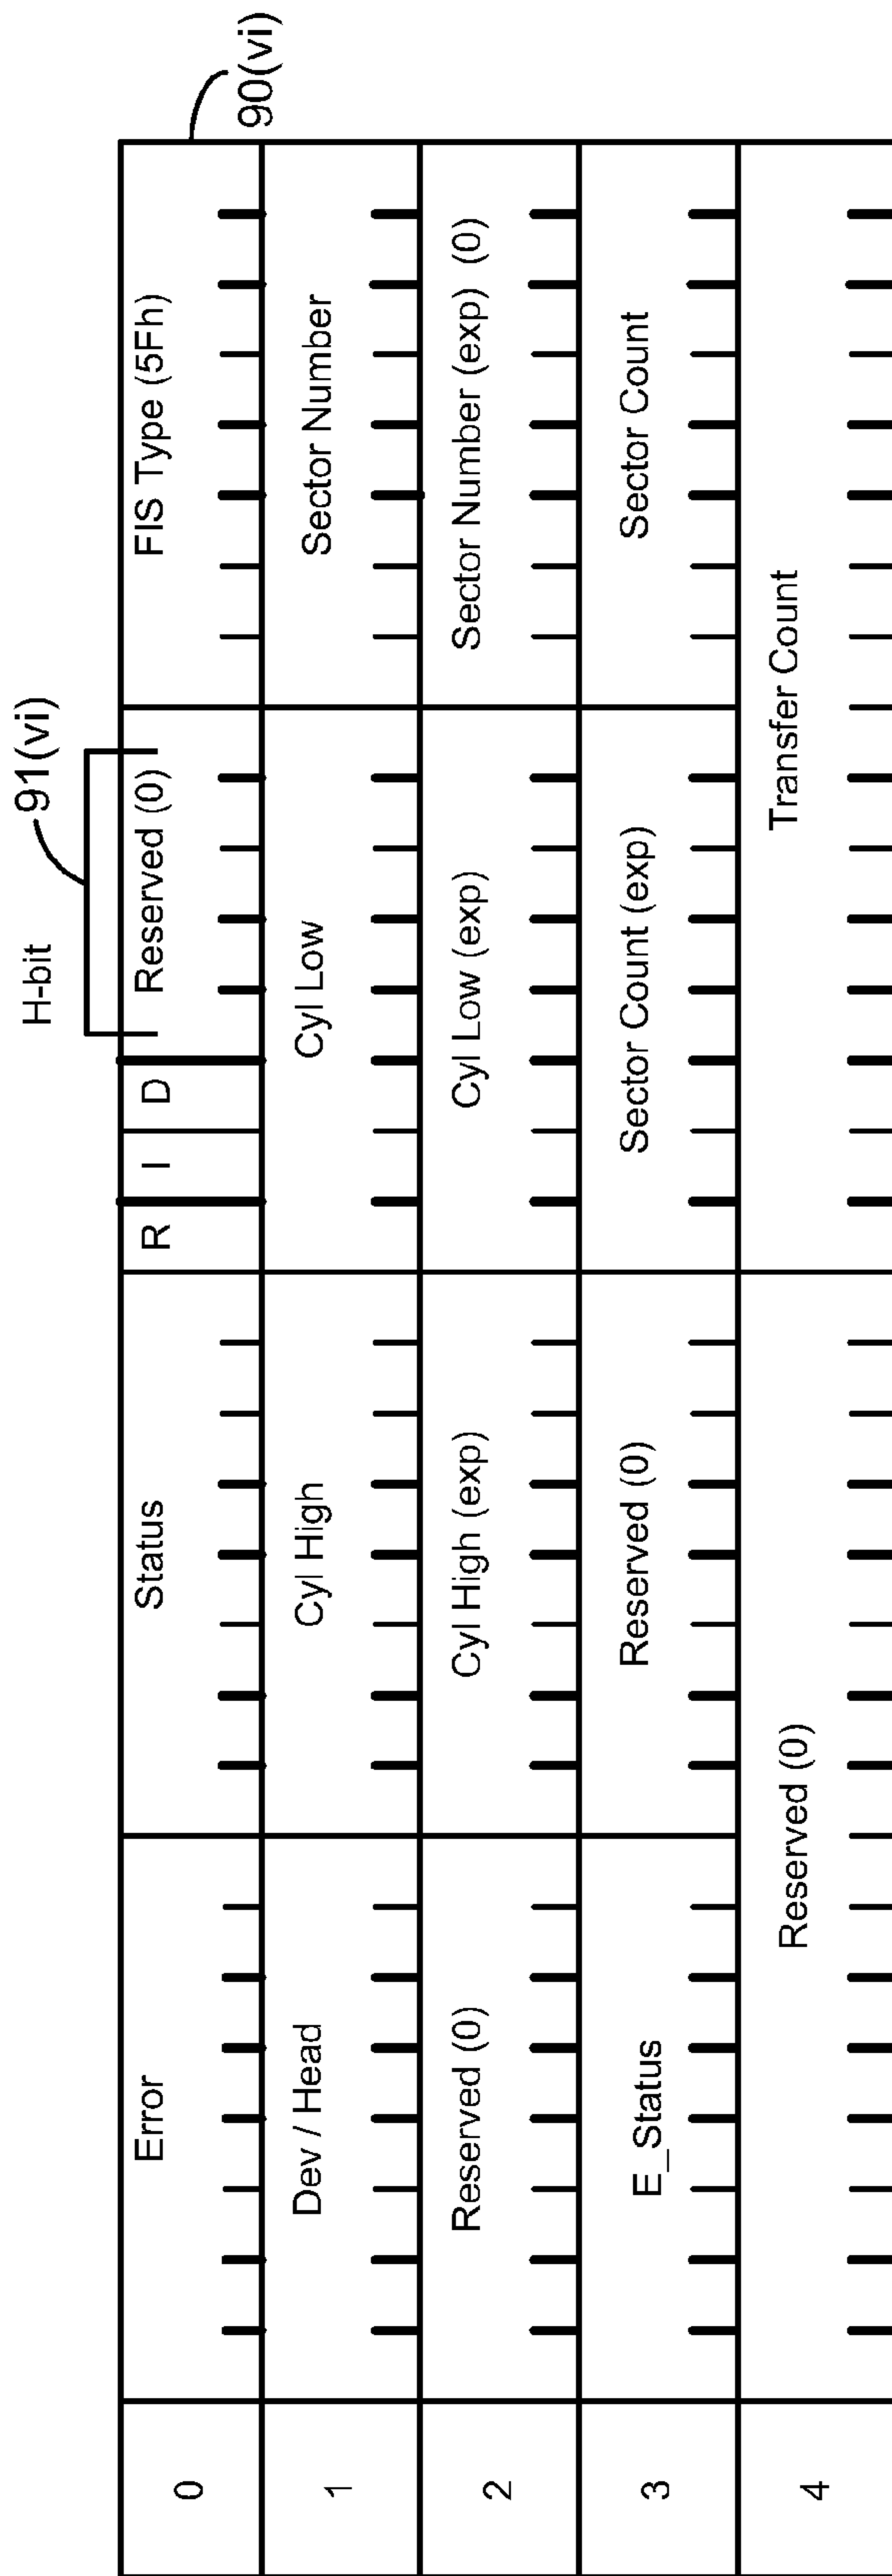 H-bit
91(vi)
90(vi)
0 Error Status R I D Reserved (0) FIS Type (5Fh)
1 Dev / Head Cyl High Cyl Low Sector Number
2 Reserved (0) Cyl High (exp) Cyl Low (exp) Sector Number (exp) (0)
3 E_Status Reserved (0) Sector Count (exp) Sector Count
4 Reserved (0) Transfer Count